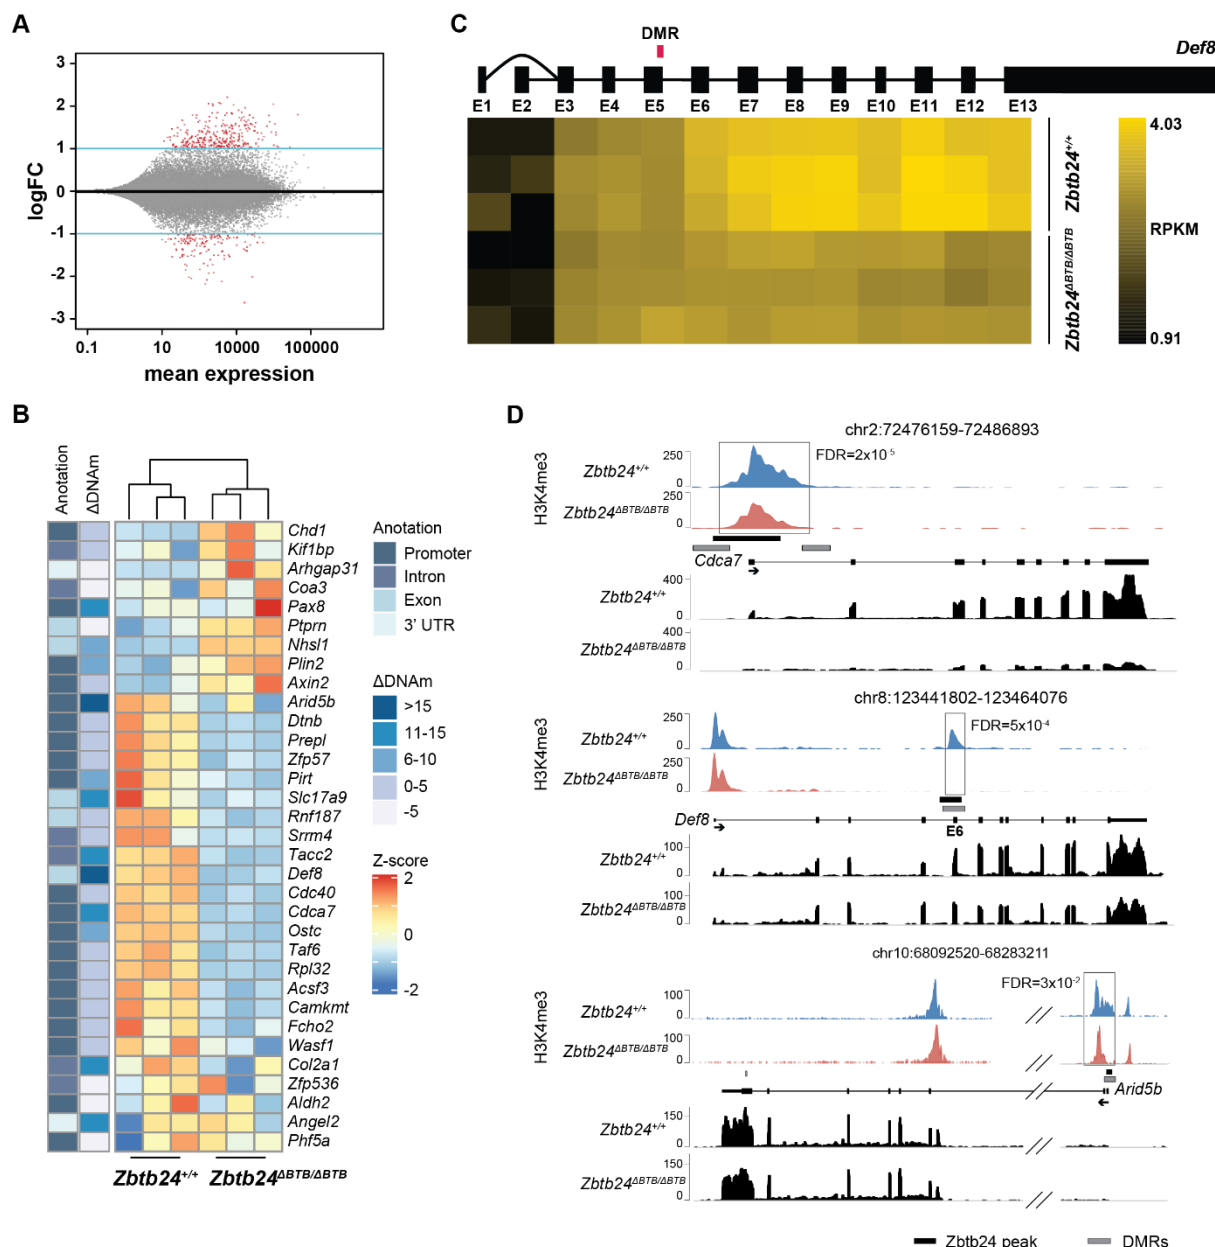 A
3
2
1
0
-1
-2
-3
logFC
0.1 10 10000 100000
mean expression
C
DMR
Def8
E1 E2 E3 E4 E5 E6 E7 E8 E9 E10 E11 E12 E13
Zbtb24+/+
Zbtb24ΔBTB/ΔBTB
4.03
RPKM
0.91
B
Anotation
ΔDNAm
Chd1
Kif1bp
Arhgap31
Coa3
Pax8
Ptprn
Nhsl1
Plin2
Axin2
Arid5b
Dtnb
Prepl
Zfp57
Pirt
Slc17a9
Rnf187
Srrm4
Tacc2
Def8
Cdc40
Cdca7
Ostc
Taf6
Rpl32
Acsf3
Camkmt
Fcho2
Wasf1
Col2a1
Zfp536
Aldh2
Angel2
Phf5a
Zbtb24+/+ Zbtb24ΔBTB/ΔBTB
Anotation
Promoter
Intron
Exon
3' UTR
ΔDNAm
>15
11-15
6-10
0-5
-5
Z-score
2
0
-2
D
chr2:72476159-72486893
H3K4me3
Zbtb24+/+
250
0
FDR=2x10-5
Zbtb24ΔBTB/ΔBTB
250
0
Cdca7
Zbtb24+/+
400
0
Zbtb24ΔBTB/ΔBTB
400
0
chr8:123441802-123464076
H3K4me3
Zbtb24+/+
250
0
FDR=5x10-4
Zbtb24ΔBTB/ΔBTB
250
0
Def8
E6
Zbtb24+/+
100
0
Zbtb24ΔBTB/ΔBTB
100
0
chr10:68092520-68283211
H3K4me3
Zbtb24+/+
100
0
FDR=3x10-2
Zbtb24ΔBTB/ΔBTB
100
0
Arid5b
Zbtb24+/+
150
0
Zbtb24ΔBTB/ΔBTB
150
0
Zbtb24 peak DMRs